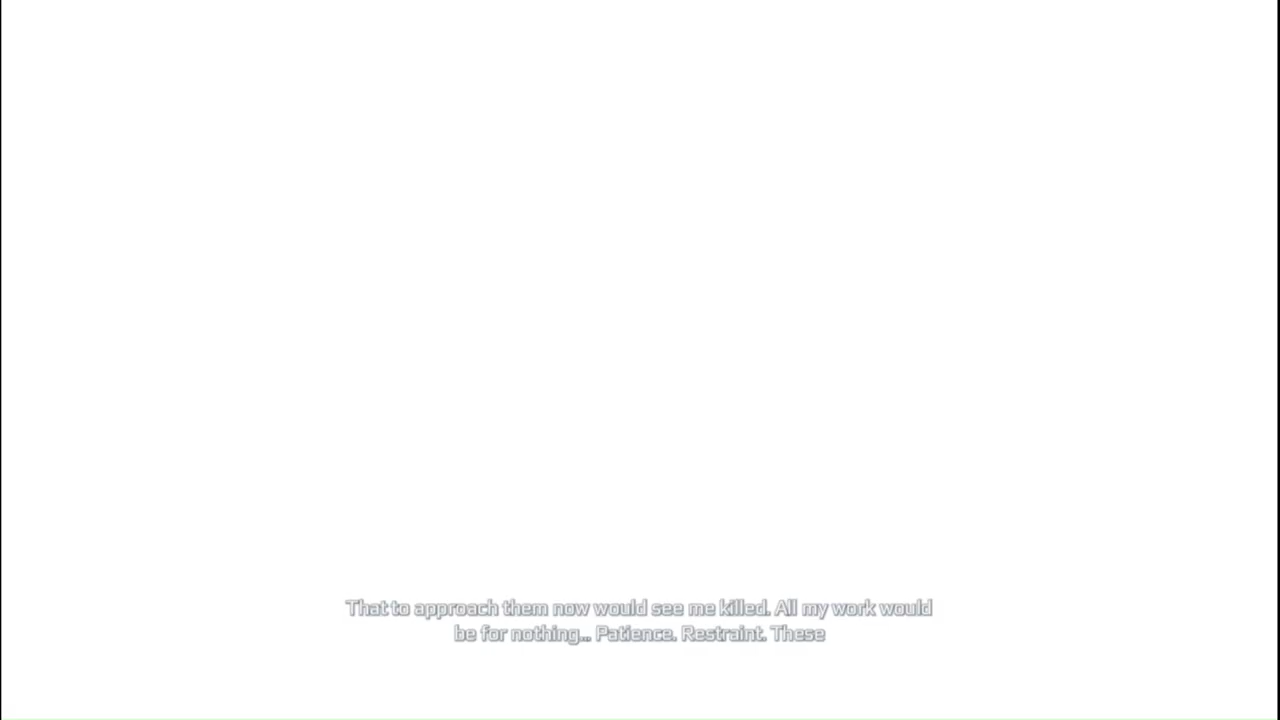 That to approach them now would see me killed. All my work would
be for nothing... Patience. Restraint. These